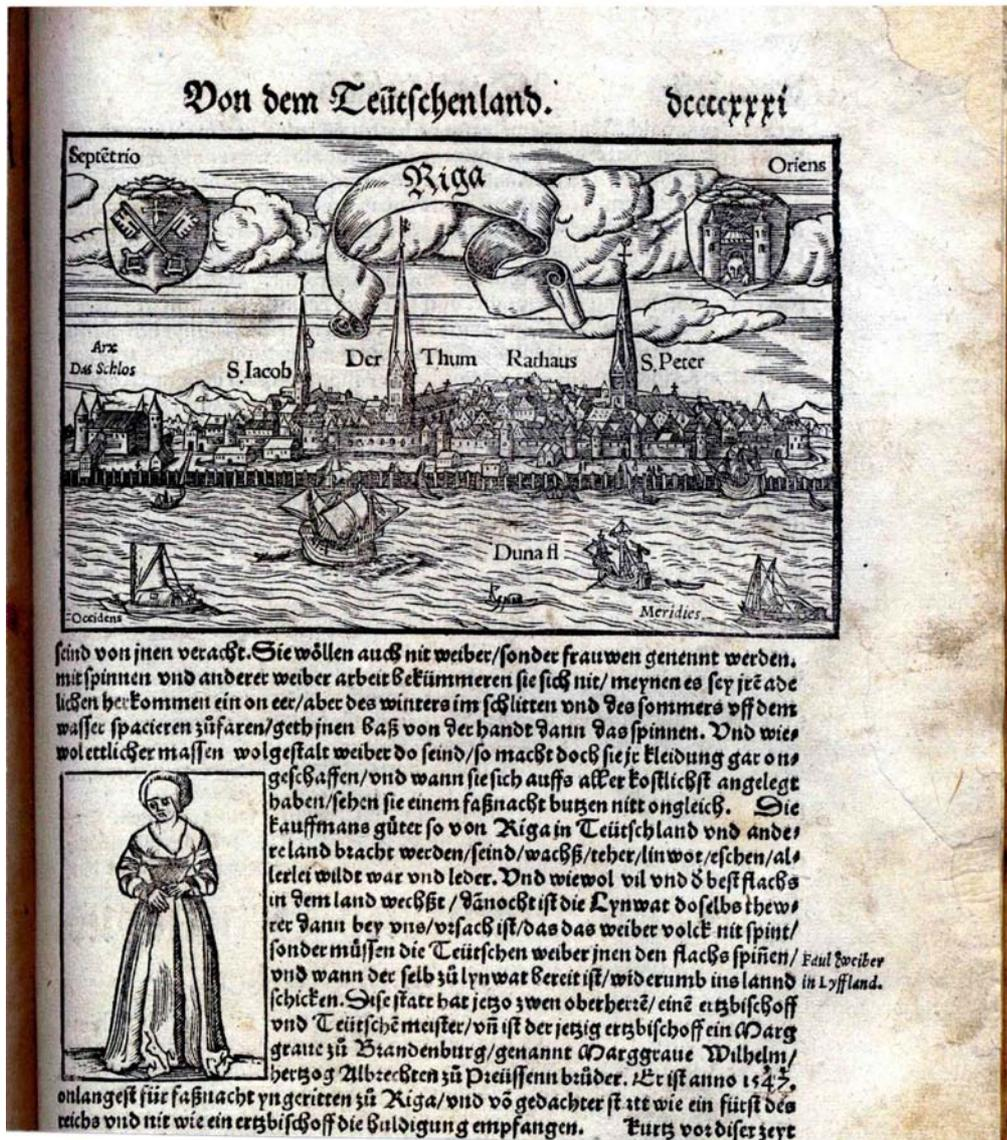 Von dem Teütschenland. dccccxxxi
Septētrio
Riga
Oriens
Arx
Das Schlos
S. Iacob
Der Thum
Rathaus
S. Peter
Duna fl
Occidens
Meridies.
seind von jnen veracht. Sie wöllen auch nit weiber/sonder frauwen genennt werden.
mit spinnen vnd anderer weiber arbeit bekümmeren sie sich nit/ meynen es sey jrē ade
lichen herkommen ein on eer/aber des winters im schlitten vnd des sommers vff dem
wasser spacieren zůfaren/geth jnen baß von der handt dann das spinnen. Vnd wie⸗
wol ettlicher massen wolgestalt weiber do seind/so macht doch sie jr kleidung gar on⸗
geschaffen/vnd wann sie sich auffs aller kostlichst angelegt
haben/sehen sie einem faßnacht butzen nitt ongleich. Die
kauffmans güter so von Riga in Teütschland vnd ande⸗
re land bracht werden/seind/wachß/teher/linwot/eschen/al⸗
lerlei wildt war vnd leder. Vnd wiewol vil vnd ð best flachs
in dem land wechßt/dānocht ist die Lynwat doselbs thew⸗
rer dann bey vns/vrsach ist/das das weiber volck nit spint/
sonder müssen die Teütschen weiber jnen den flachs spiñen/
vnd wann der selb zů lynwat bereit ist/widerumb ins lannd
schicken. Dise statt hat jetzo zwen oberherrē/einē ertzbischoff
vnd Teütschē meister/vñ ist der jetzig ertzbischoff ein Marg
graue zů Brandenburg/genannt Marggraue Wilhelm/
hertzog Albrechten zů Preüssenn brůder. Er ist anno 1547.
onlangest für faßnacht yngeritten zů Riga/vnd vō gedachter statt wie ein fürst des
reichs vnd nit wie ein ertzbischoff die huldigung empfangen. Kurtz vor diser zeyt
Faul weiber
in Lyffland.